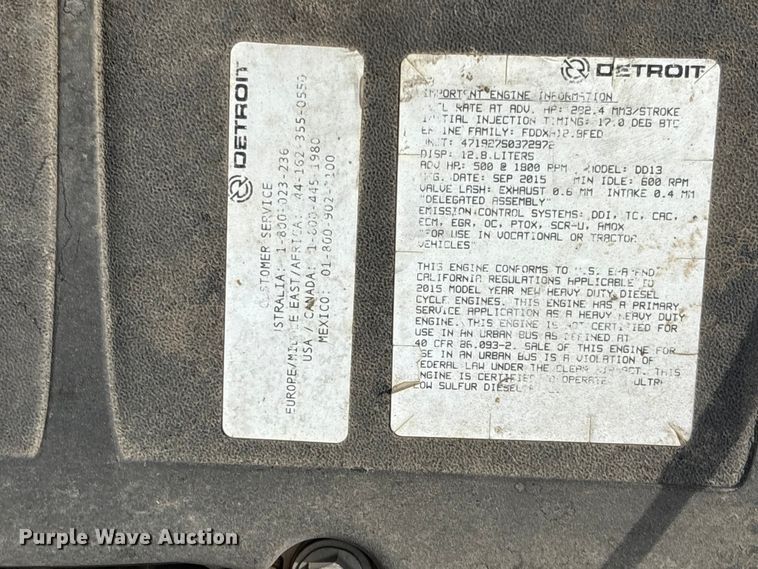 DETROIT
STOMER SERVICE
STRALIA: 1-800-023-236
EUROPE/MIDDLE EAST/AFRICA: 44-162-355-0550
USA / CANADA: 1-800-445-1980
MEXICO: 01-800-902-
DETROIT
IMPORTENT ENGINE INFORMATION
RATE AT ADV. HP: 292.4 MM3/STROKE
INITIAL INJECTION TIMING: 17.0 DEG BTC
ENGINE FAMILY: FDDXH12.8FED
UNIT: 471927S0372972
DISP: 12.8 LITERS
ADV HP: 500 @ 1800 RPM MODEL: DD13
DATE: SEP 2015 MIN IDLE: 600 RPM
VALVE LASH: EXHAUST 0.6 MM INTAKE 0.4 MM
"DELEGATED ASSEMBLY"
EMISSION CONTROL SYSTEMS: DDI, TC, CAC,
ECM, EGR, OC, PTOX, SCR-U, AMOX
"FOR USE IN VOCATIONAL OR TRACTOR
VEHICLES"
THIS ENGINE CONFORMS TO U.S. EPA AND
CALIFORNIA REGULATIONS APPLICABLE TO
2015 MODEL YEAR NEW HEAVY DUTY DIESEL
CYCLE ENGINES. THIS ENGINE HAS A PRIMARY
SERVICE APPLICATION AS A HEAVY HEAVY DUTY
ENGINE. THIS ENGINE IS NOT CERTIFIED FOR
USE IN AN URBAN BUS AS DEFINED AT
40 CFR 86.093-2. SALE OF THIS ENGINE FOR
USE IN AN URBAN BUS IS A VIOLATION OF
FEDERAL LAW UNDER THE CLEAN AIR ACT. THIS
ENGINE IS CERTIFIED TO OPERATE ULTRA
LOW SULFUR DIESEL
Purple Wave Auction